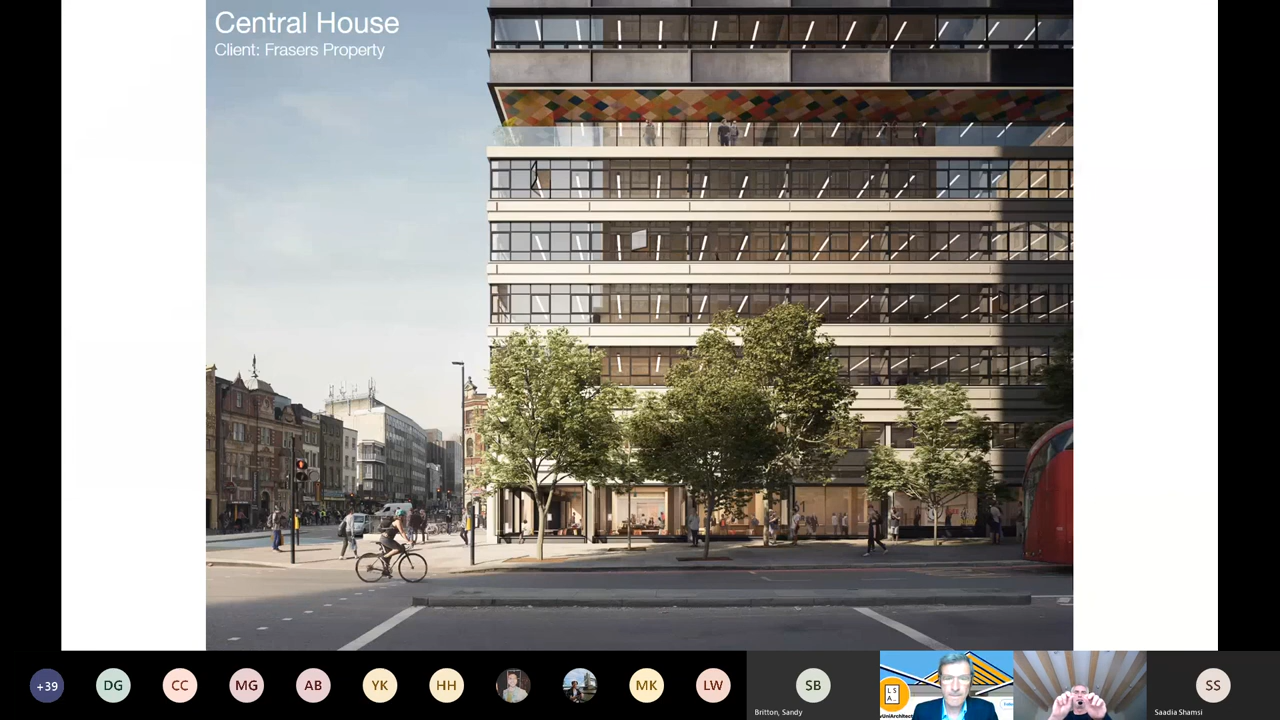 Central House
Client: Frasers Property
+39
DG
CC
MG
AB
YK
HH
MK
LW
SB
Britton, Sandy
L S
A
yUniArchitect
SS
Saadia Shamsi